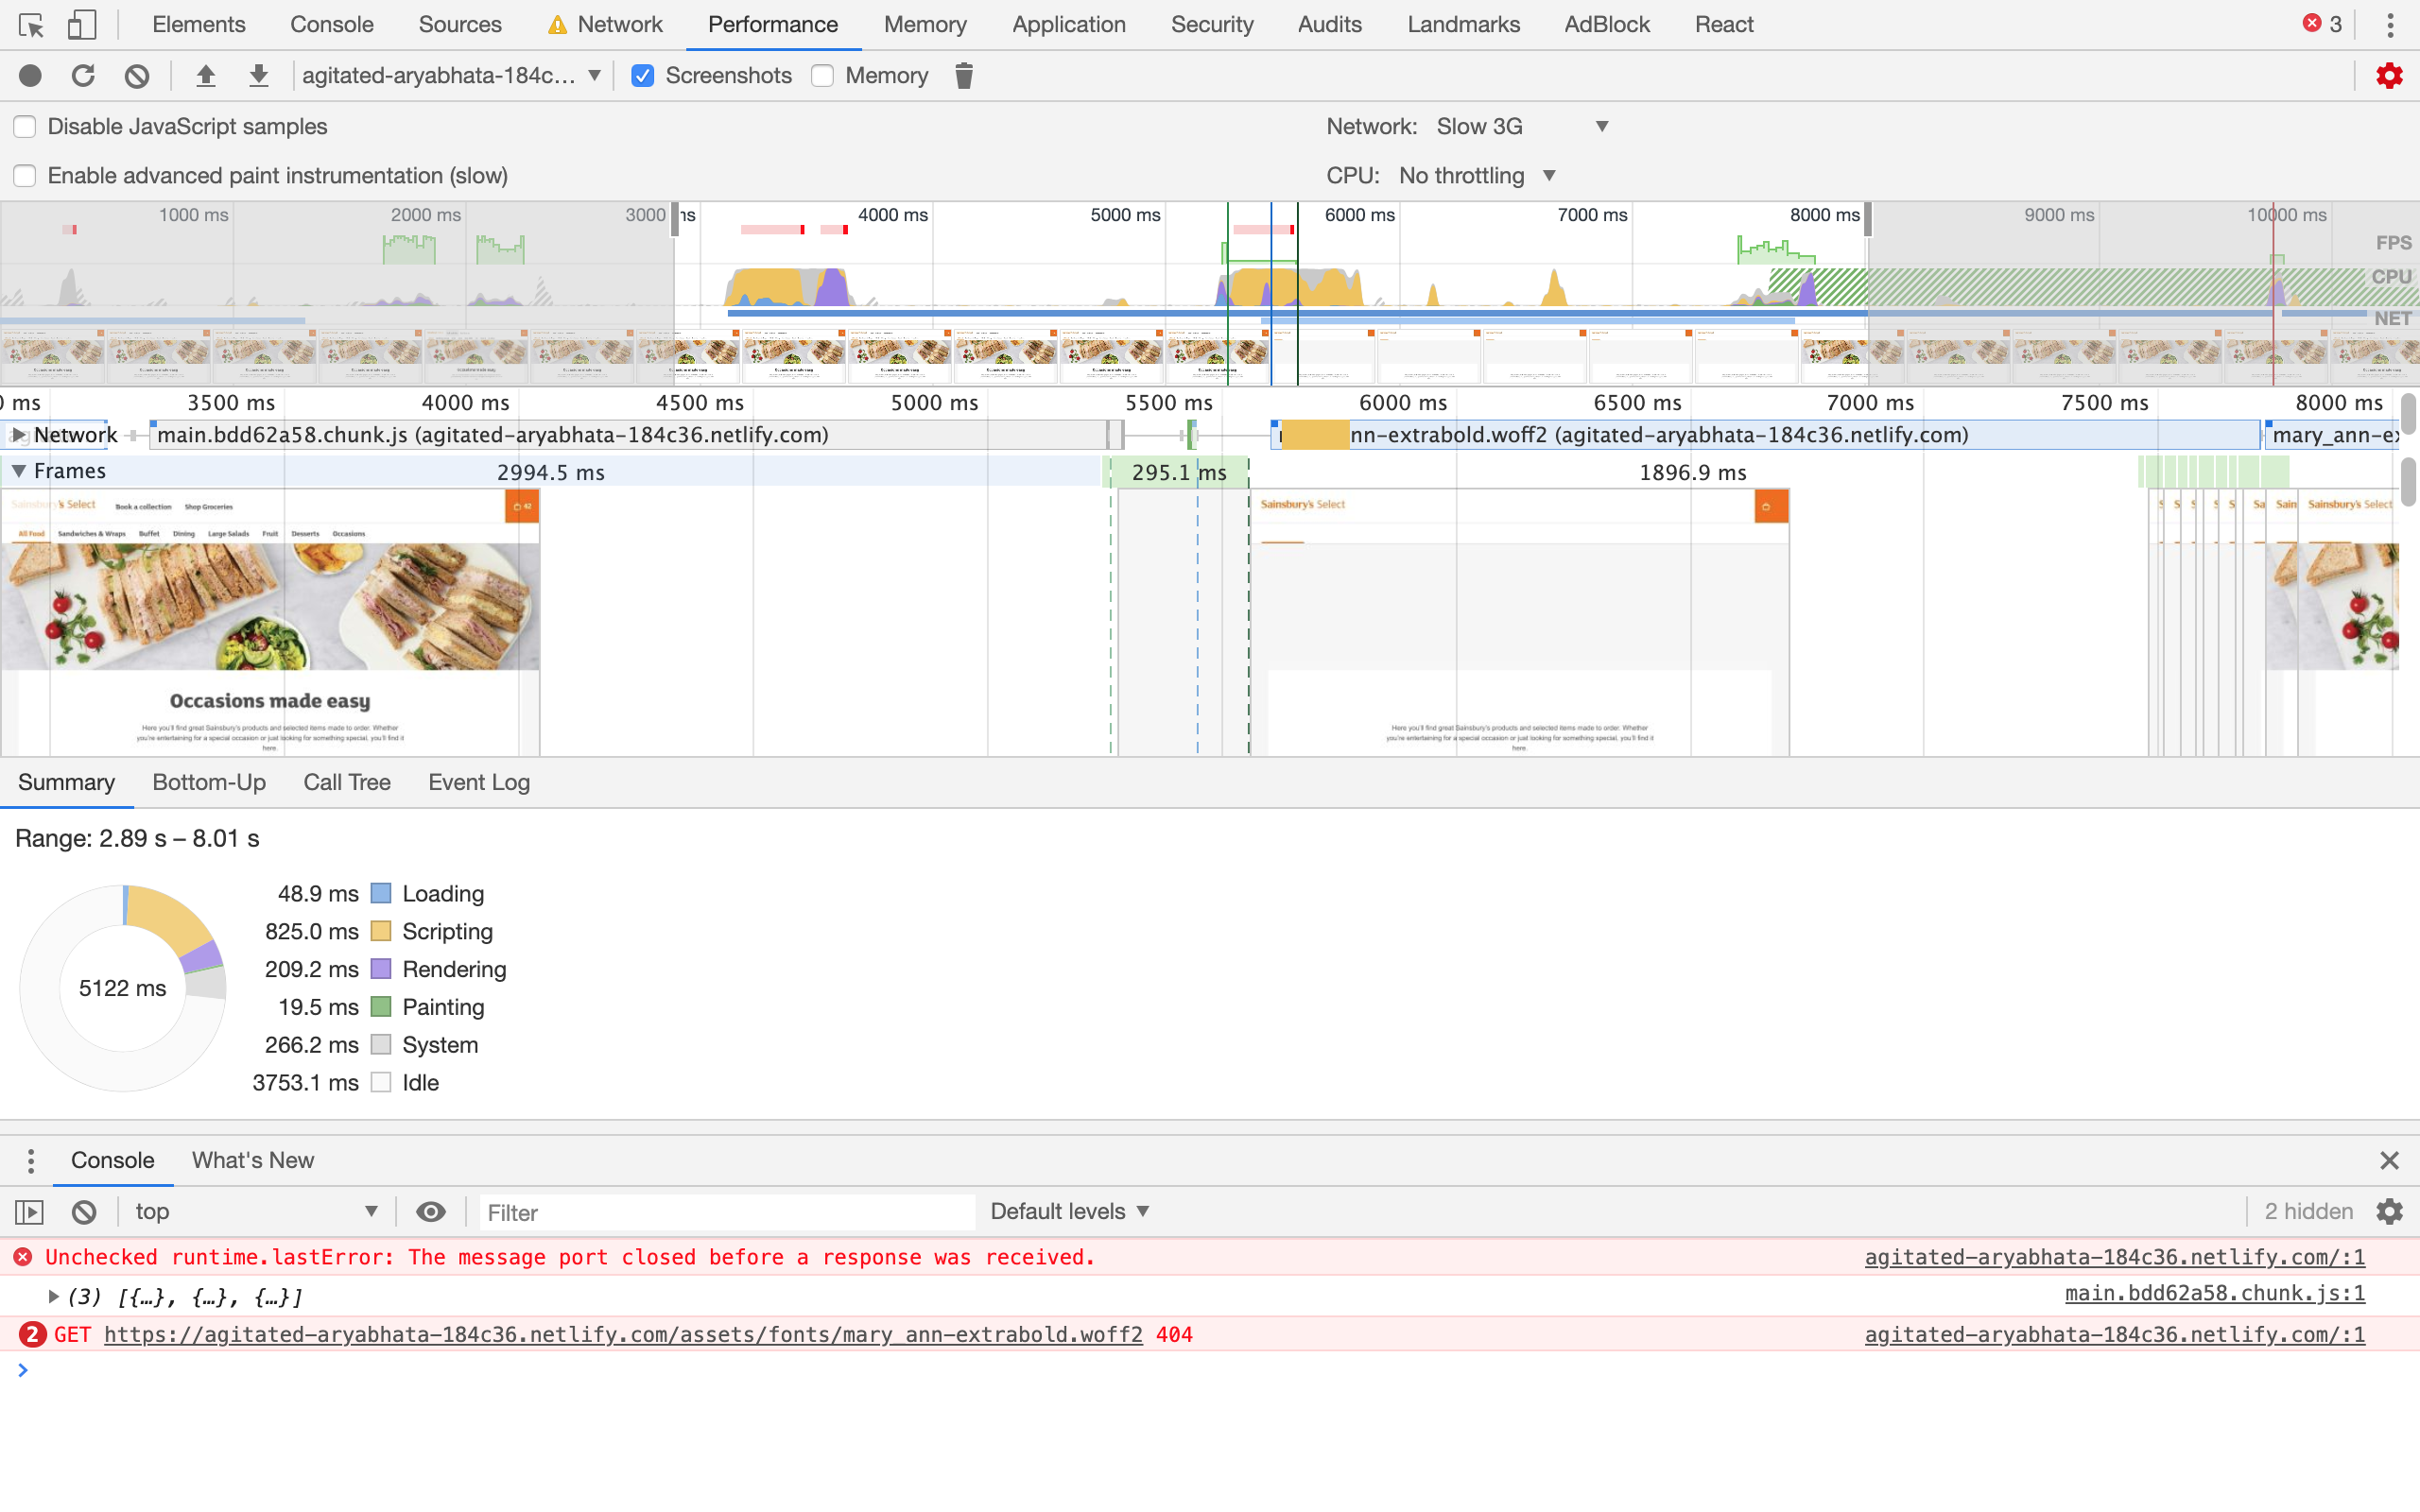 Elements Console Sources Network Performance Memory Application Security Audits Landmarks AdBlock React 3
agitated-aryabhata-184c... Screenshots Memory
Disable JavaScript samples Network: Slow 3G
Enable advanced paint instrumentation (slow) CPU: No throttling
1000 ms 2000 ms 3000 ms 4000 ms 5000 ms 6000 ms 7000 ms 8000 ms 9000 ms 10000 ms
FPS
CPU
NET
0 ms 3500 ms 4000 ms 4500 ms 5000 ms 5500 ms 6000 ms 6500 ms 7000 ms 7500 ms 8000 ms
Network main.bdd62a58.chunk.js (agitated-aryabhata-184c36.netlify.com) nn-extrabold.woff2 (agitated-aryabhata-184c36.netlify.com) mary_ann-ex
Frames 2994.5 ms 295.1 ms 1896.9 ms
Sainsbury's Select Book a collection Shop Groceries 42 Sainsbury's Select S S S S S Sa Sain Sainsbury's Select
All Food Sandwiches & Wraps Buffet Dining Large Salads Fruit Desserts Occasions
Occasions made easy
Here you'll find great Sainsbury's products and selected items made to order. Whether
you're entertaining for a special occasion or just looking for something special, you'll find it
here.
Here you'll find great Sainsbury's products and selected items made to order. Whether
you're entertaining for a special occasion or just looking for something special, you'll find it
here.
Summary Bottom-Up Call Tree Event Log
Range: 2.89 s – 8.01 s
5122 ms
48.9 ms Loading
825.0 ms Scripting
209.2 ms Rendering
19.5 ms Painting
266.2 ms System
3753.1 ms Idle
Console What's New
top Filter Default levels 2 hidden
Unchecked runtime.lastError: The message port closed before a response was received. agitated-aryabhata-184c36.netlify.com/:1
(3) [{…}, {…}, {…}] main.bdd62a58.chunk.js:1
2 GET https://agitated-aryabhata-184c36.netlify.com/assets/fonts/mary_ann-extrabold.woff2 404 agitated-aryabhata-184c36.netlify.com/:1